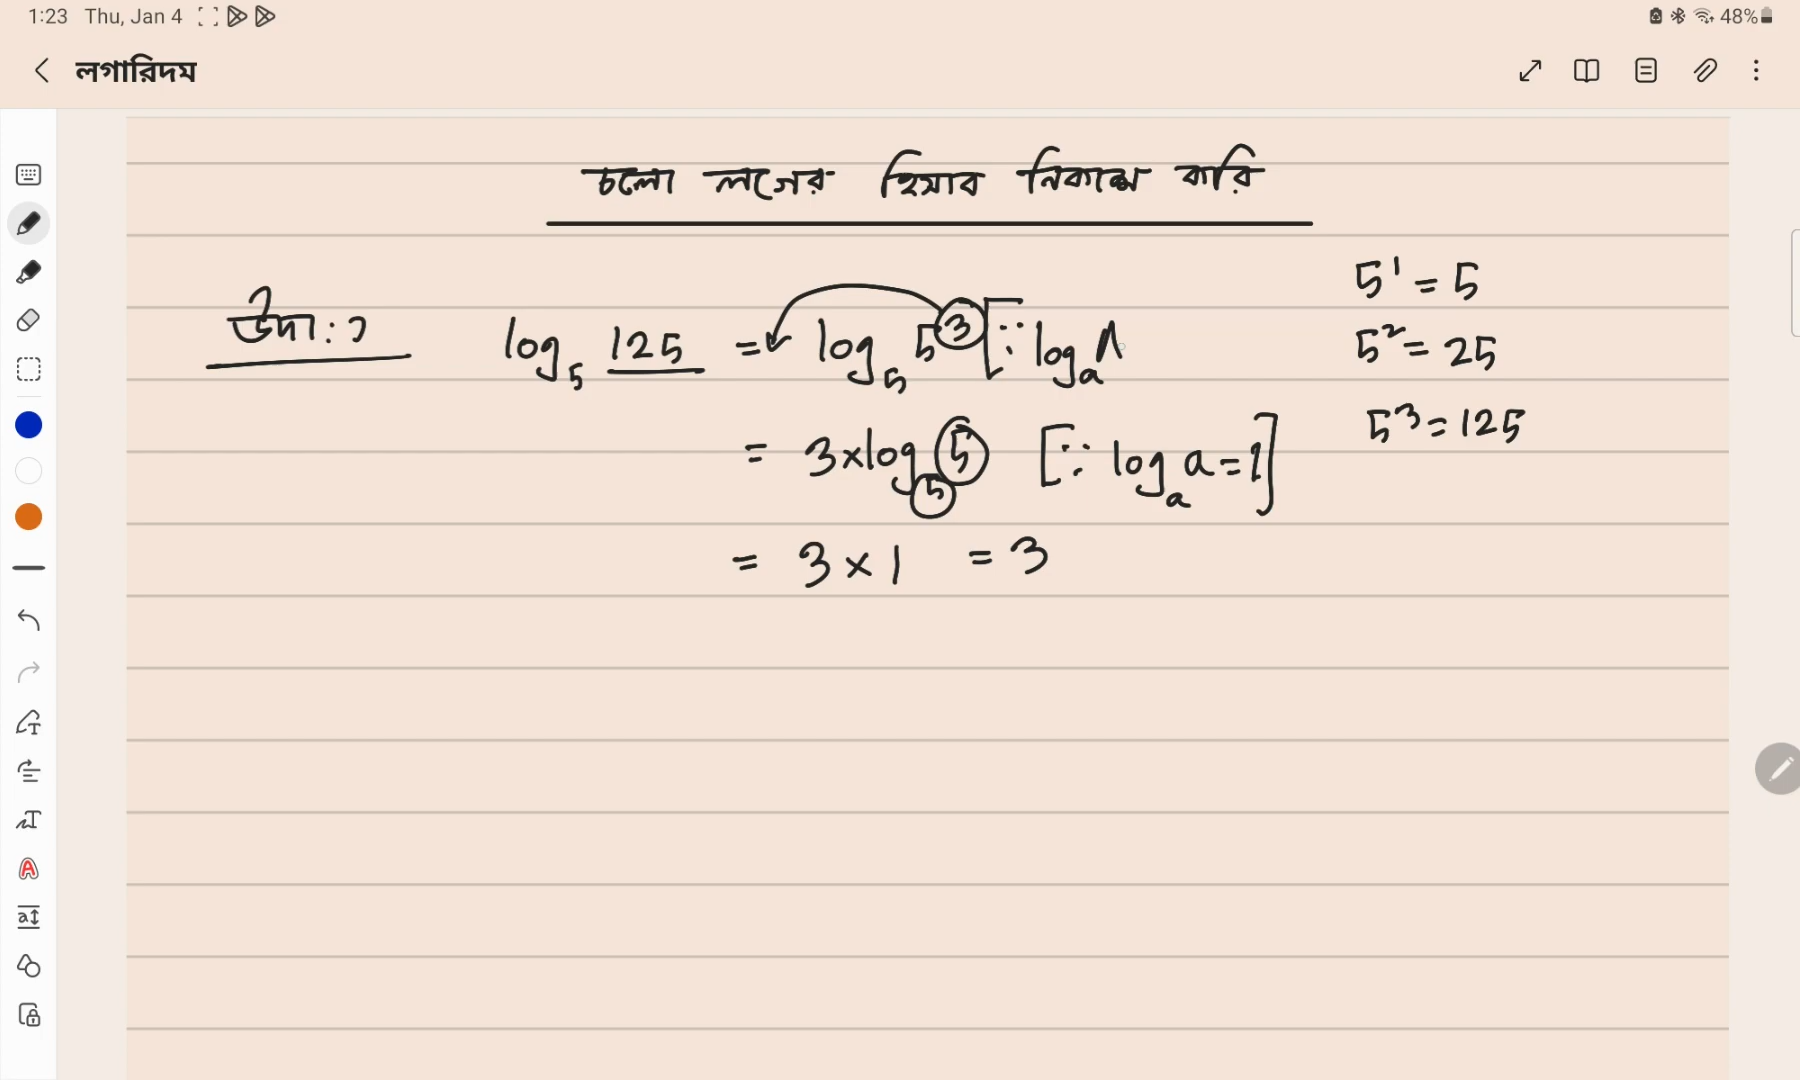 1:23 Thu, Jan 4 48%
লগারিদম
চলো লগের হিসাব নিকাশ করি
উদা: ১
log₅ 125 = log₅ 5³ [∵ logₐ
= 3×log₅ 5 [∵ logₐ a = 1]
= 3 × 1 = 3
5¹ = 5
5² = 25
5³ = 125